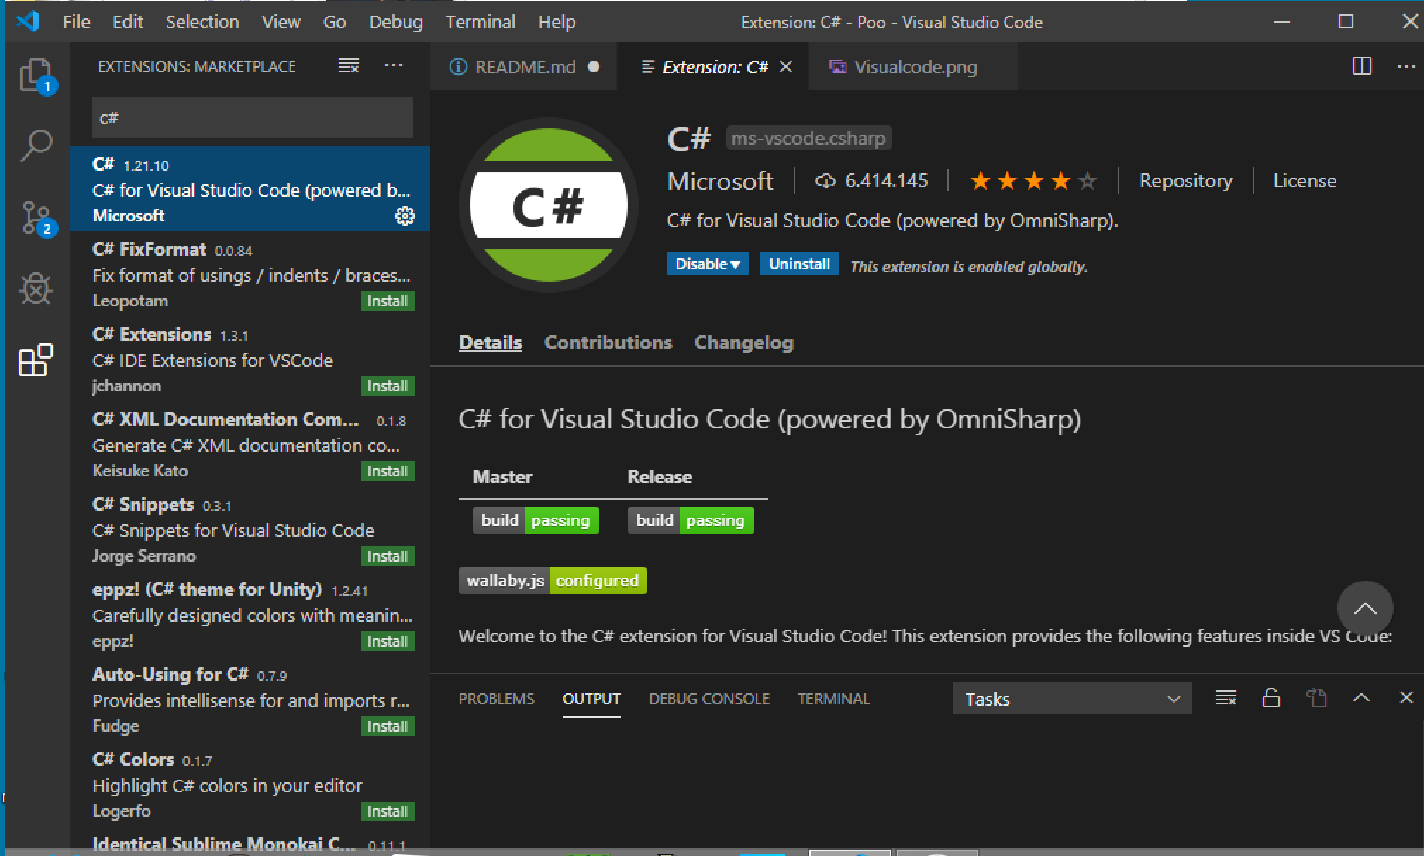 File Edit Selection View Go Debug Terminal Help Extension: C# - Poo - Visual Studio Code
EXTENSIONS: MARKETPLACE
README.md
Extension: C#
Visualcode.png
1
2
c#
C# 1.21.10
C# for Visual Studio Code (powered b...
Microsoft
C# FixFormat 0.0.84
Fix format of usings / indents / braces...
Leopotam Install
C# Extensions 1.3.1
C# IDE Extensions for VSCode
jchannon Install
C# XML Documentation Com... 0.1.8
Generate C# XML documentation co...
Keisuke Kato Install
C# Snippets 0.3.1
C# Snippets for Visual Studio Code
Jorge Serrano Install
eppz! (C# theme for Unity) 1.2.41
Carefully designed colors with meanin...
eppz! Install
Auto-Using for C# 0.7.9
Provides intellisense for and imports r...
Fudge Install
C# Colors 0.1.7
Highlight C# colors in your editor
Logerfo Install
Identical Sublime Monokai C... 0.11.1
C#
C# ms-vscode.csharp
Microsoft 6.414.145 Repository License
C# for Visual Studio Code (powered by OmniSharp).
Disable Uninstall This extension is enabled globally.
Details Contributions Changelog
C# for Visual Studio Code (powered by OmniSharp)
Master Release
build passing build passing
wallaby.js configured
Welcome to the C# extension for Visual Studio Code! This extension provides the following features inside VS Code:
PROBLEMS OUTPUT DEBUG CONSOLE TERMINAL Tasks